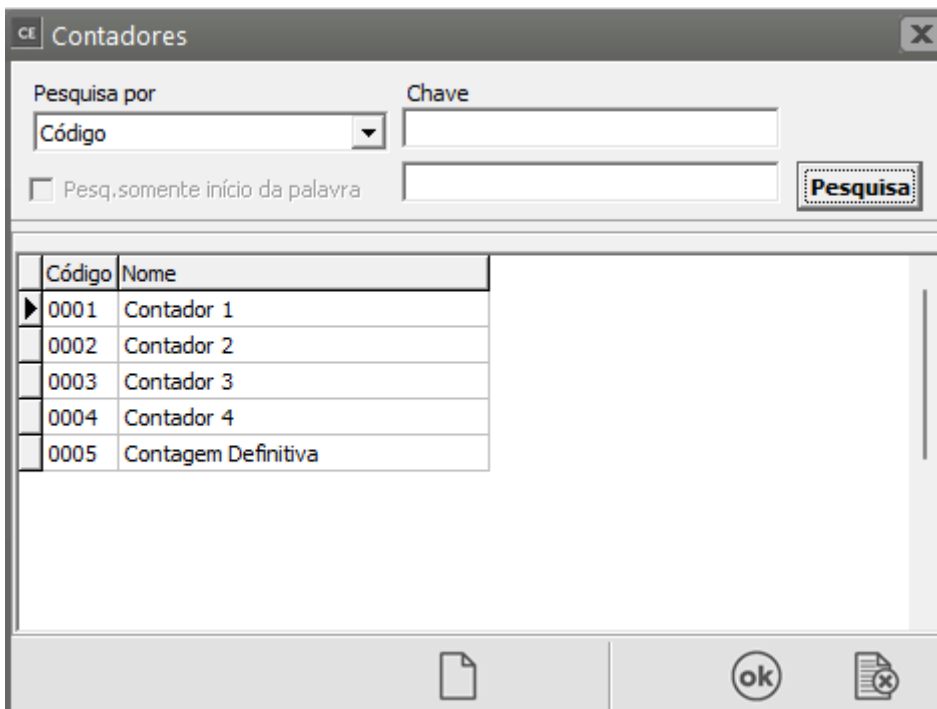 CE Contadores
Pesquisa por Chave
Código
Pesq.somente início da palavra Pesquisa
Código Nome
0001 Contador 1
0002 Contador 2
0003 Contador 3
0004 Contador 4
0005 Contagem Definitiva
ok